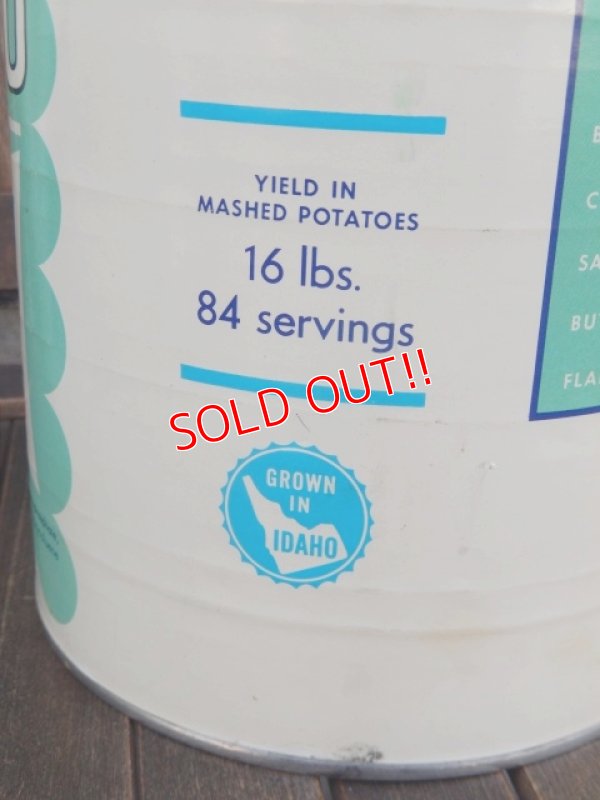 YIELD IN
MASHED POTATOES
16 lbs.
84 servings
SOLD OUT!!
GROWN
IN
IDAHO